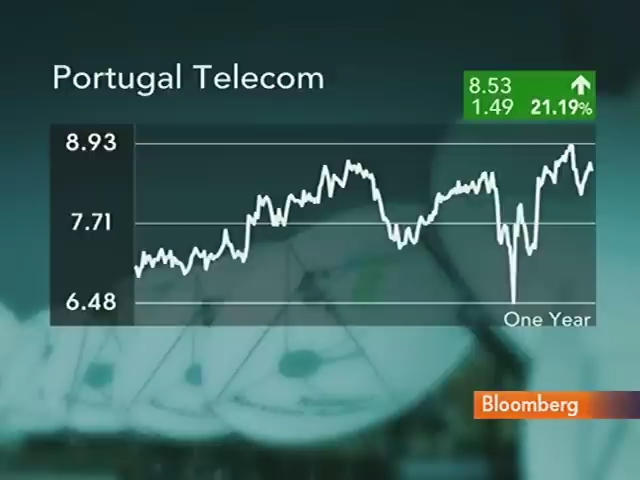 Portugal Telecom
8.53
1.49 21.19%
8.93
7.71
6.48
One Year
Bloomberg